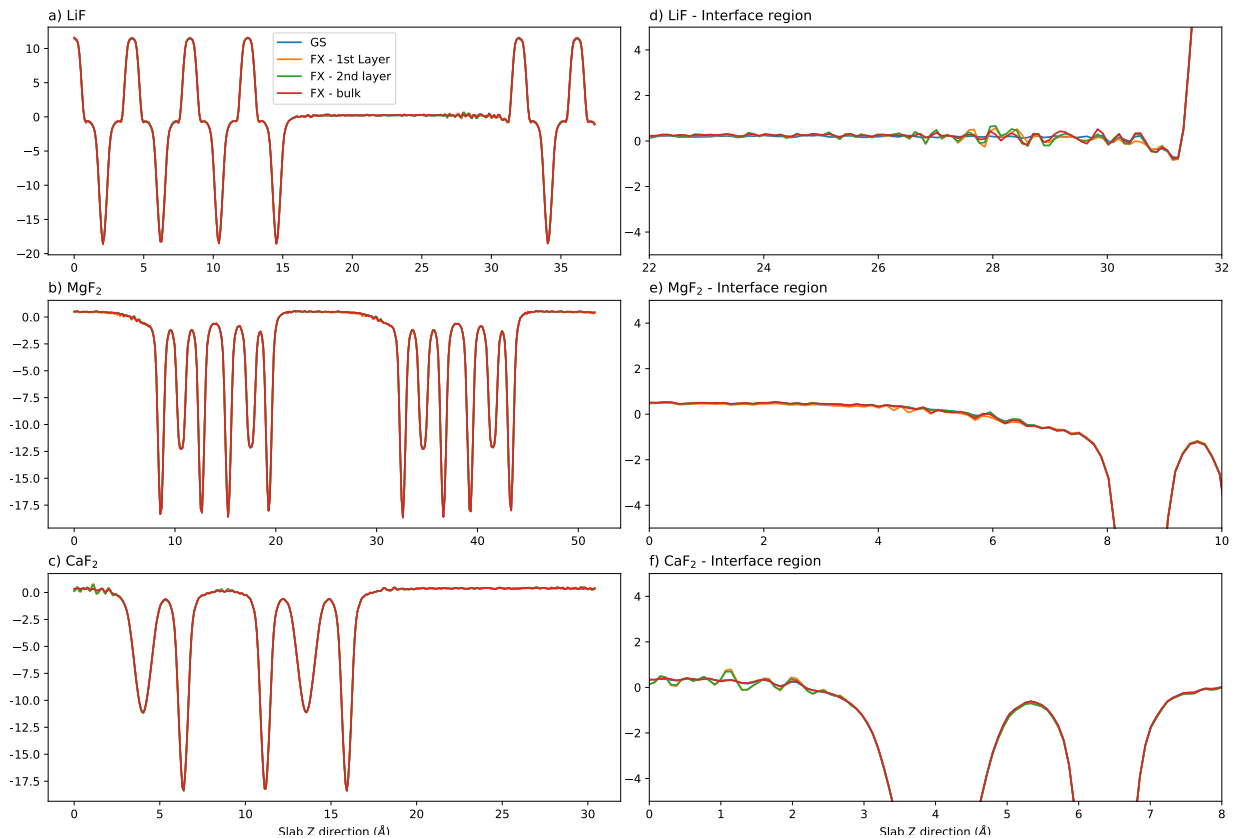 a) LiF
10
5
0
−5
−10
−15
−20
0 5 10 15 20 25 30 35
GS
FX - 1st Layer
FX - 2nd layer
FX - bulk
d) LiF - Interface region
4
2
0
−2
−4
22 24 26 28 30 32
b) MgF₂
0.0
-2.5
-5.0
-7.5
-10.0
-12.5
-15.0
-17.5
0 10 20 30 40 50
e) MgF₂ - Interface region
4
2
0
−2
−4
0 2 4 6 8 10
c) CaF₂
0.0
-2.5
-5.0
-7.5
-10.0
-12.5
-15.0
-17.5
0 5 10 15 20 25 30
Slab Z direction (Å)
f) CaF₂ - Interface region
4
2
0
−2
−4
0 1 2 3 4 5 6 7 8
Slab Z direction (Å)